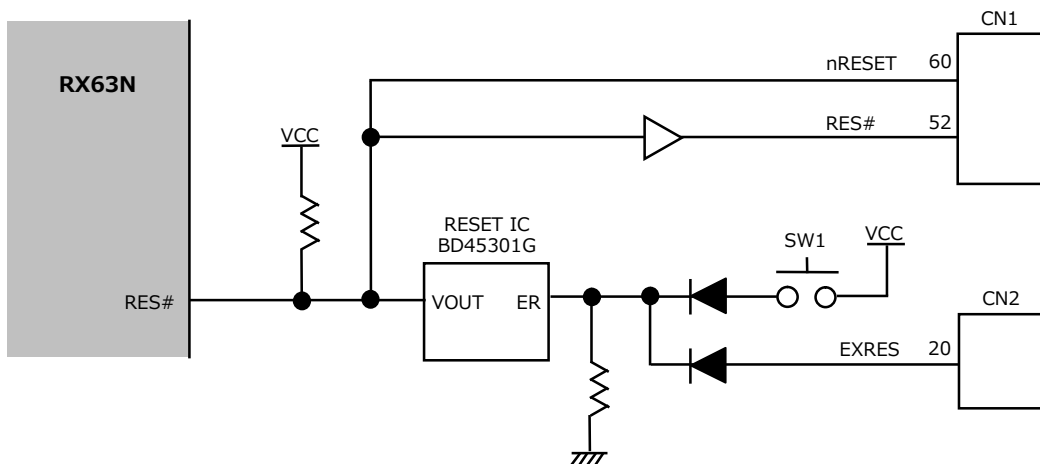 CN1
nRESET 60
RX63N
RES# 52
VCC
RESET IC
BD45301G
SW1
VCC
RES#
VOUT ER
CN2
EXRES 20